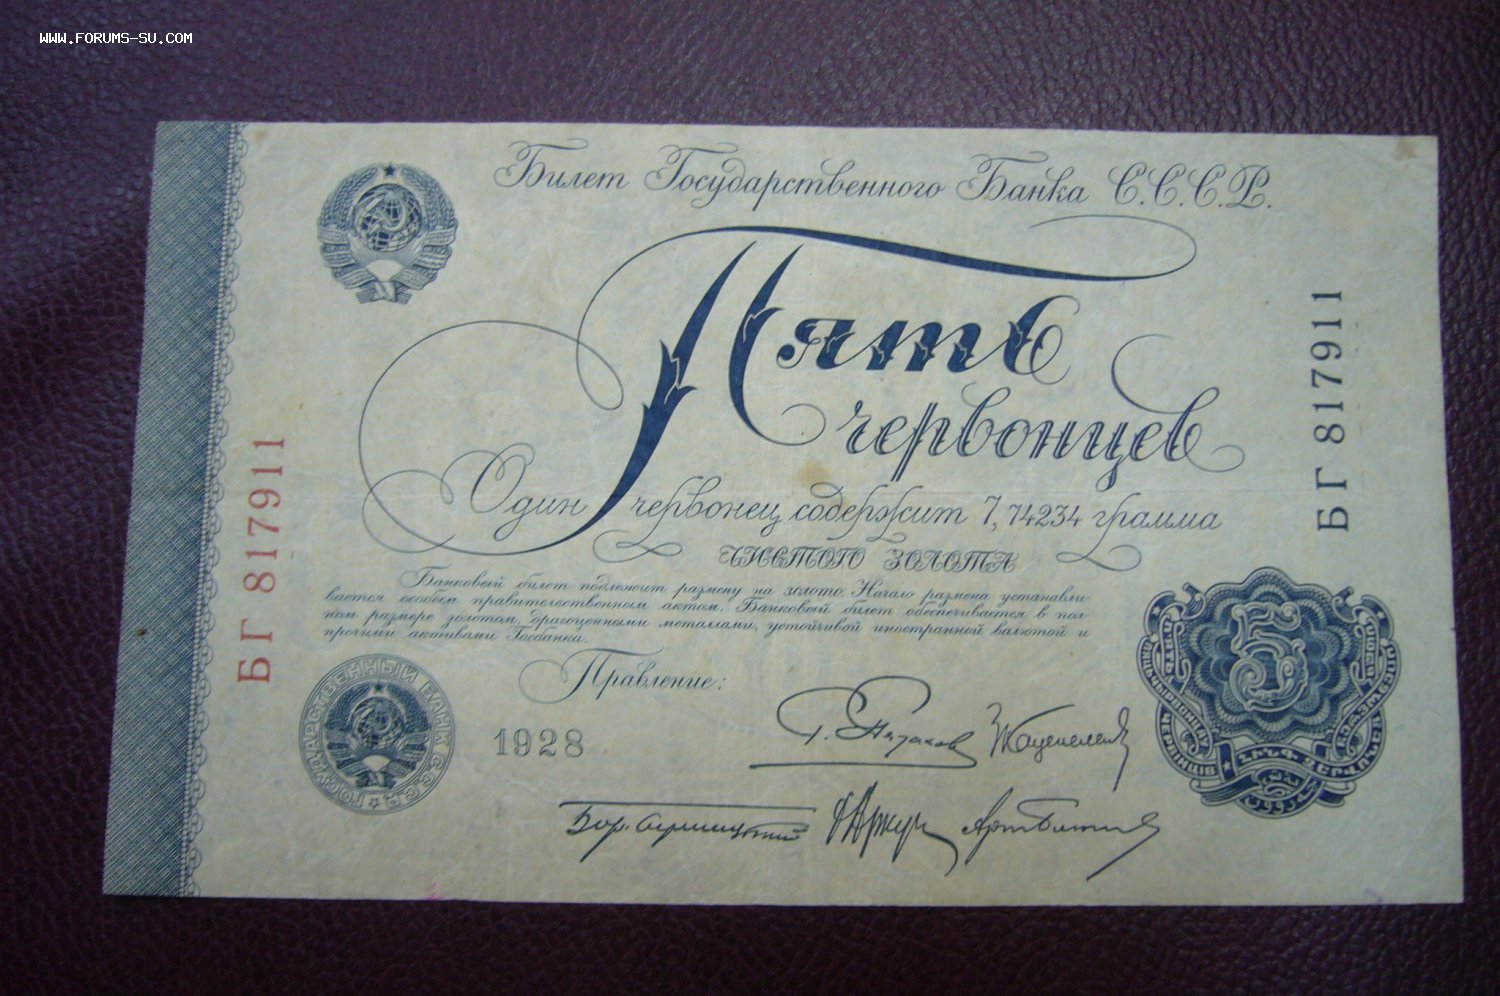 WWW.FORUMS-SU.COM
Билет Государственного Банка С.С.С.Р.
Пять
червонцев
Один червонец содержит 7,74234 грамма
чистого золота
Банковый билет подлежит размену на золото. Начало размена устанавли-
вается особым правительственным актом. Банковый билет обеспечивается в пол-
ном размере золотом, драгоценными металлами, устойчивой иностранной валютой и
прочими активами Госбанка.
Правление:
1928
БГ 817911
БГ 817911
ГОСУДАРСТВЕННЫЙ БАНК С.С.С.Р.
5